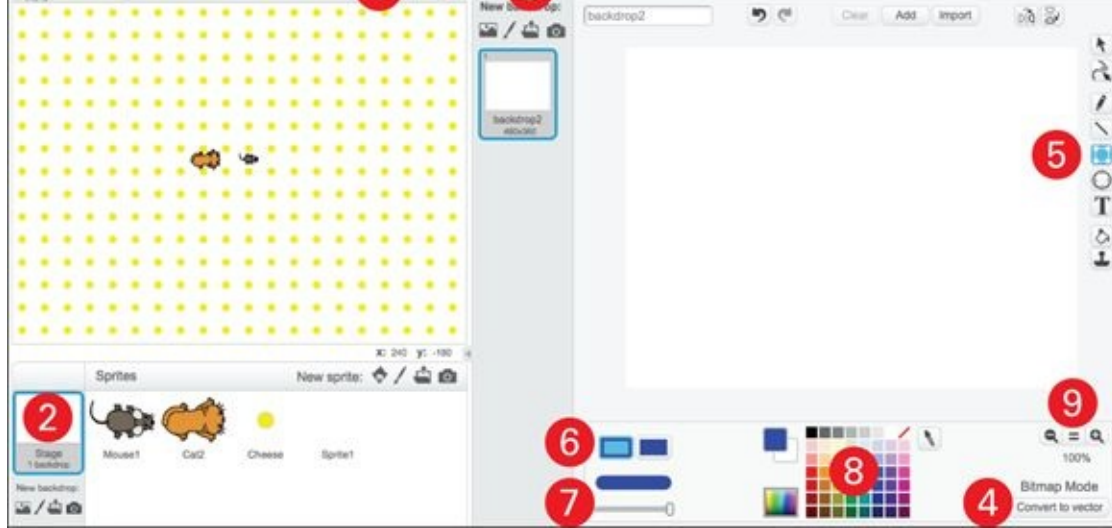 New backdrop:
backdrop2
Clear Add Import
1
backdrop2
480x360
5
x: 240 y: -180
Sprites New sprite:
2
Stage
1 backdrop
Mouse1 Cat2 Cheese Sprite1
New backdrop:
6
7
8
9
100%
Bitmap Mode
4
Convert to vector
T